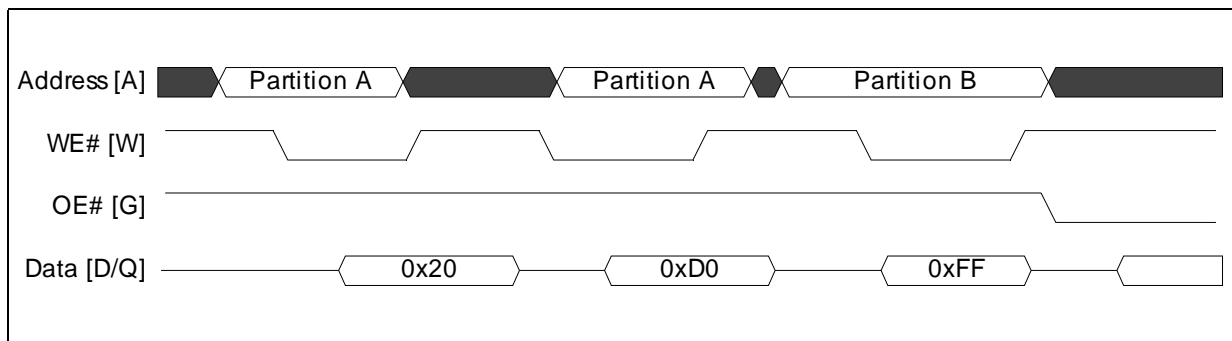 Address [A] Partition A Partition A Partition B
WE# [W]
OE# [G]
Data [D/Q] 0x20 0xD0 0xFF